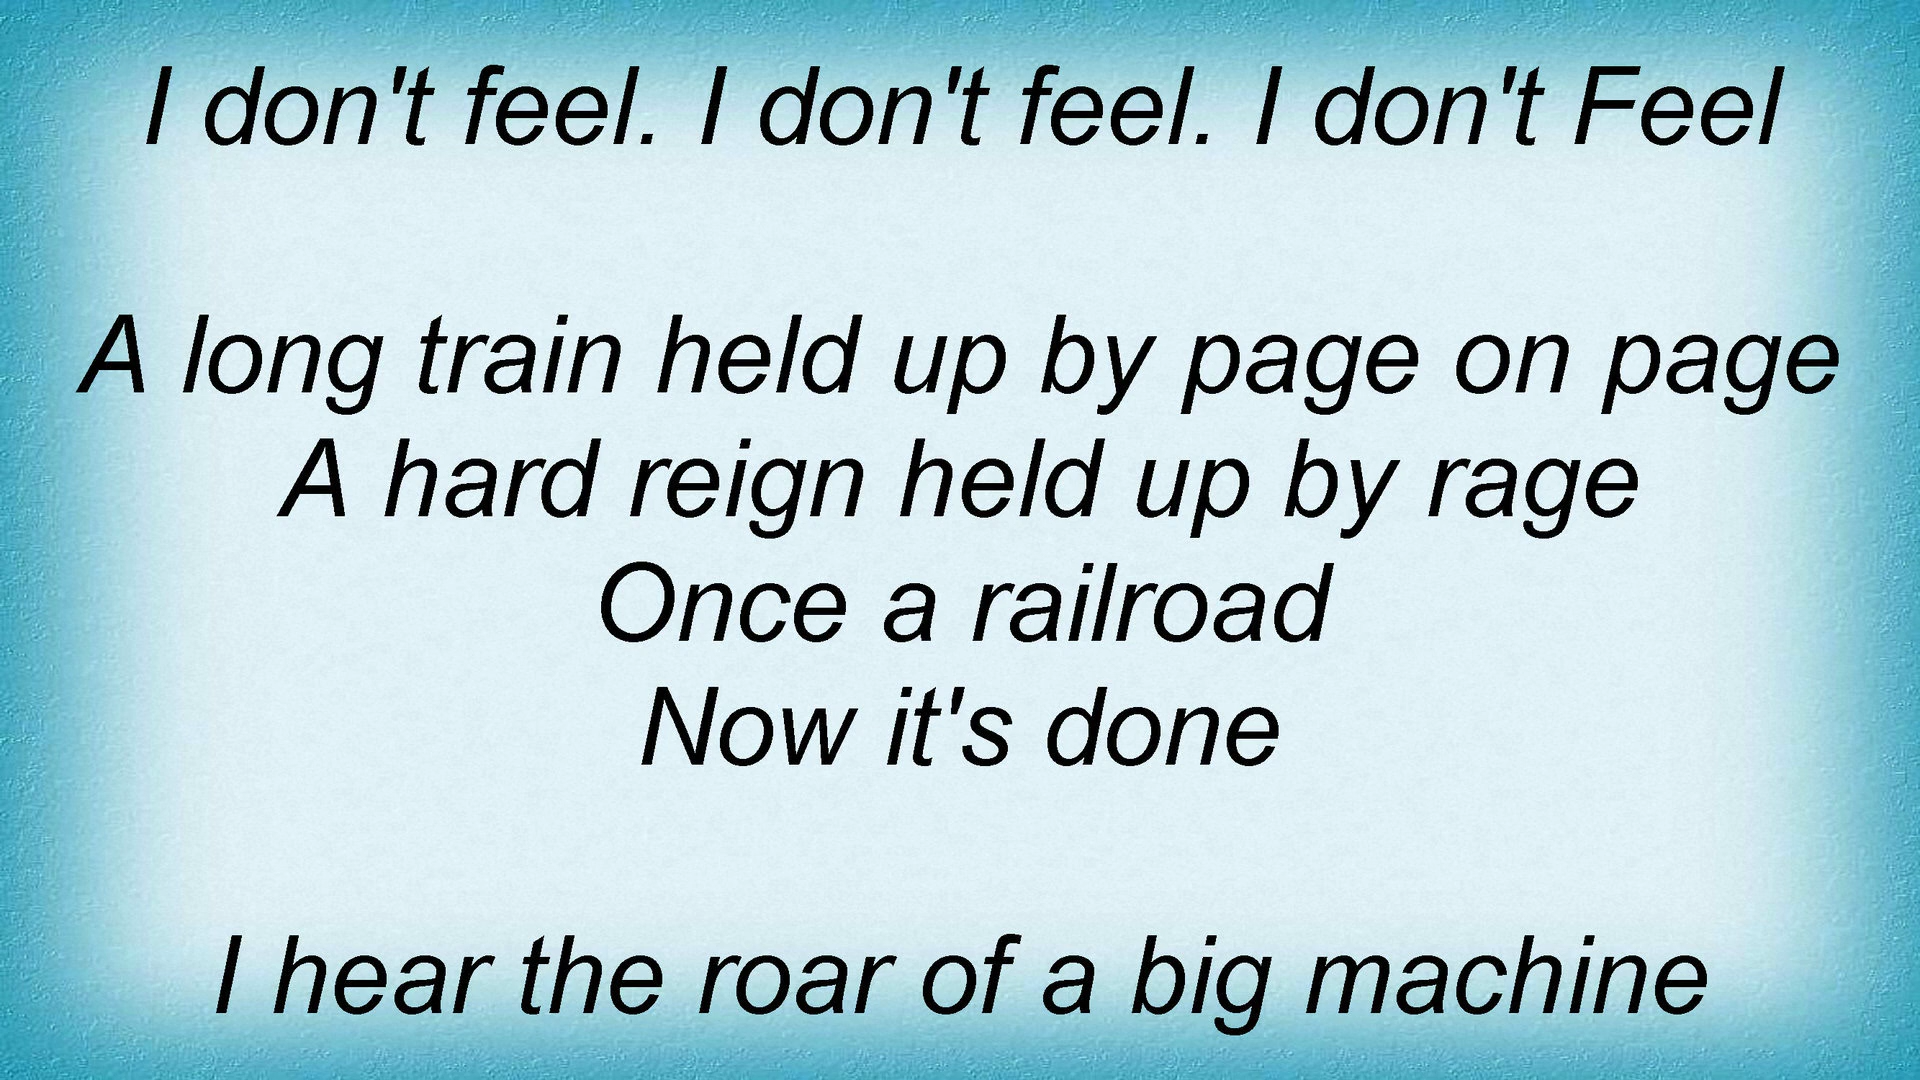 I don't feel. I don't feel. I don't Feel
A long train held up by page on page
A hard reign held up by rage
Once a railroad
Now it's done
I hear the roar of a big machine